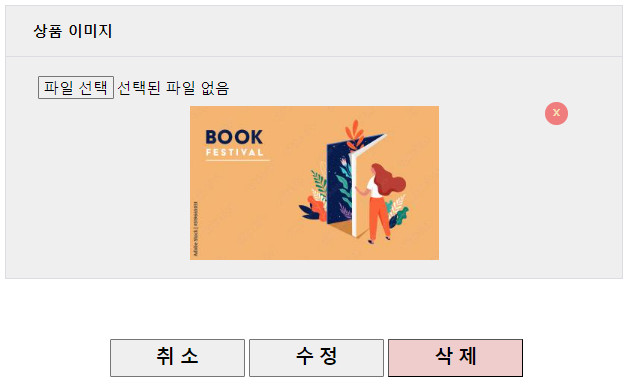 상품 이미지
파일 선택 선택된 파일 없음
x
BOOK
FESTIVAL
취 소
수 정
삭 제